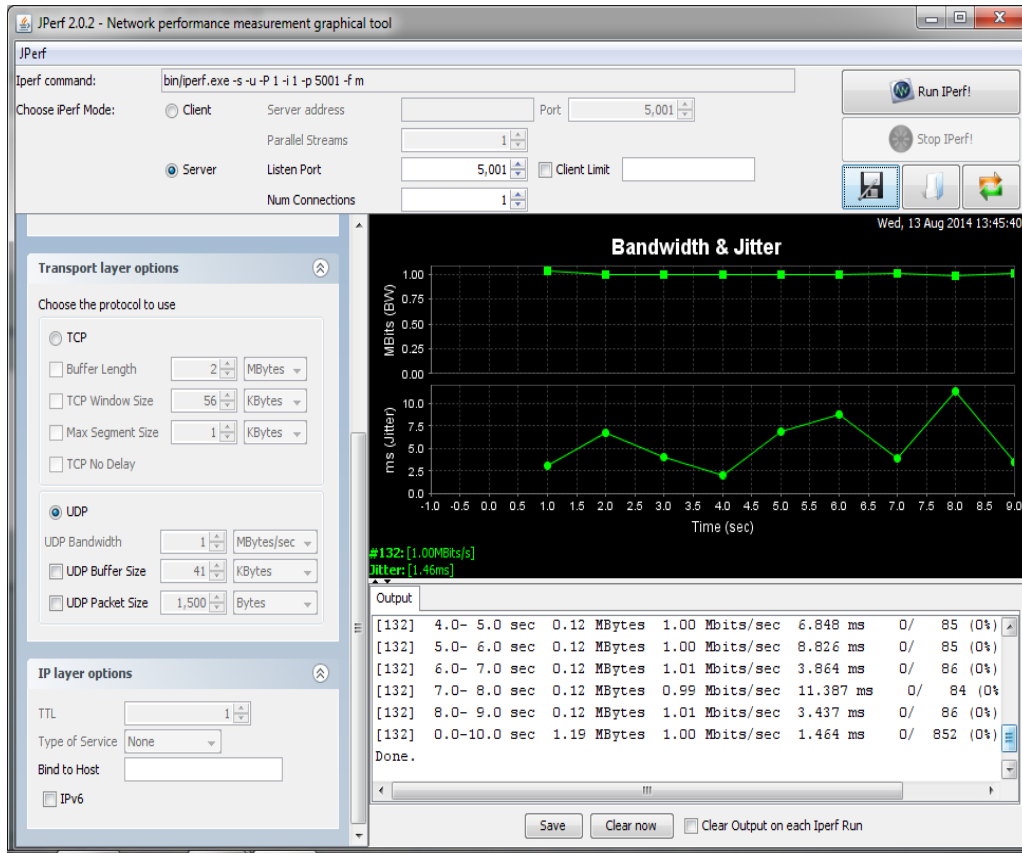 JPerf 2.0.2 - Network performance measurement graphical tool
JPerf
Iperf command: bin/iperf.exe -s -u -P 1 -i 1 -p 5001 -f m
Run IPerf!
Choose iPerf Mode: Client Server address Port 5,001
Parallel Streams 1
Stop IPerf!
Server Listen Port 5,001 Client Limit
Num Connections 1
Transport layer options
Choose the protocol to use
TCP
Buffer Length 2 MBytes
TCP Window Size 56 KBytes
Max Segment Size 1 KBytes
TCP No Delay
UDP
UDP Bandwidth 1 MBytes/sec
UDP Buffer Size 41 KBytes
UDP Packet Size 1,500 Bytes
IP layer options
TTL 1
Type of Service None
Bind to Host
IPv6
Wed, 13 Aug 2014 13:45:40
Bandwidth & Jitter
MBits (BW)
1.00
0.75
0.50
0.25
0.00
ms (Jitter)
10.0
7.5
5.0
2.5
0.0
-1.0 -0.5 0.0 0.5 1.0 1.5 2.0 2.5 3.0 3.5 4.0 4.5 5.0 5.5 6.0 6.5 7.0 7.5 8.0 8.5 9.0
Time (sec)
#132: [1.00MBits/s]
Jitter: [1.46ms]
Output
[132] 4.0- 5.0 sec 0.12 MBytes 1.00 Mbits/sec 6.848 ms 0/ 85 (0%)
[132] 5.0- 6.0 sec 0.12 MBytes 1.00 Mbits/sec 8.826 ms 0/ 85 (0%)
[132] 6.0- 7.0 sec 0.12 MBytes 1.01 Mbits/sec 3.864 ms 0/ 86 (0%)
[132] 7.0- 8.0 sec 0.12 MBytes 0.99 Mbits/sec 11.387 ms 0/ 84 (0%
[132] 8.0- 9.0 sec 0.12 MBytes 1.01 Mbits/sec 3.437 ms 0/ 86 (0%)
[132] 0.0-10.0 sec 1.19 MBytes 1.00 Mbits/sec 1.464 ms 0/ 852 (0%)
Done.
Save Clear now Clear Output on each Iperf Run